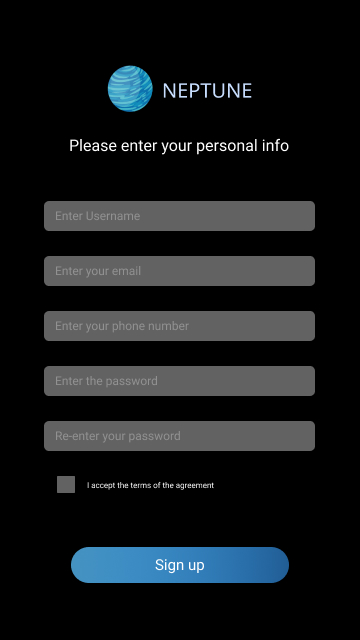 NEPTUNE
Please enter your personal info
Enter Username
Enter your email
Enter your phone number
Enter the password
Re-enter your password
I accept the terms of the agreement
Sign up